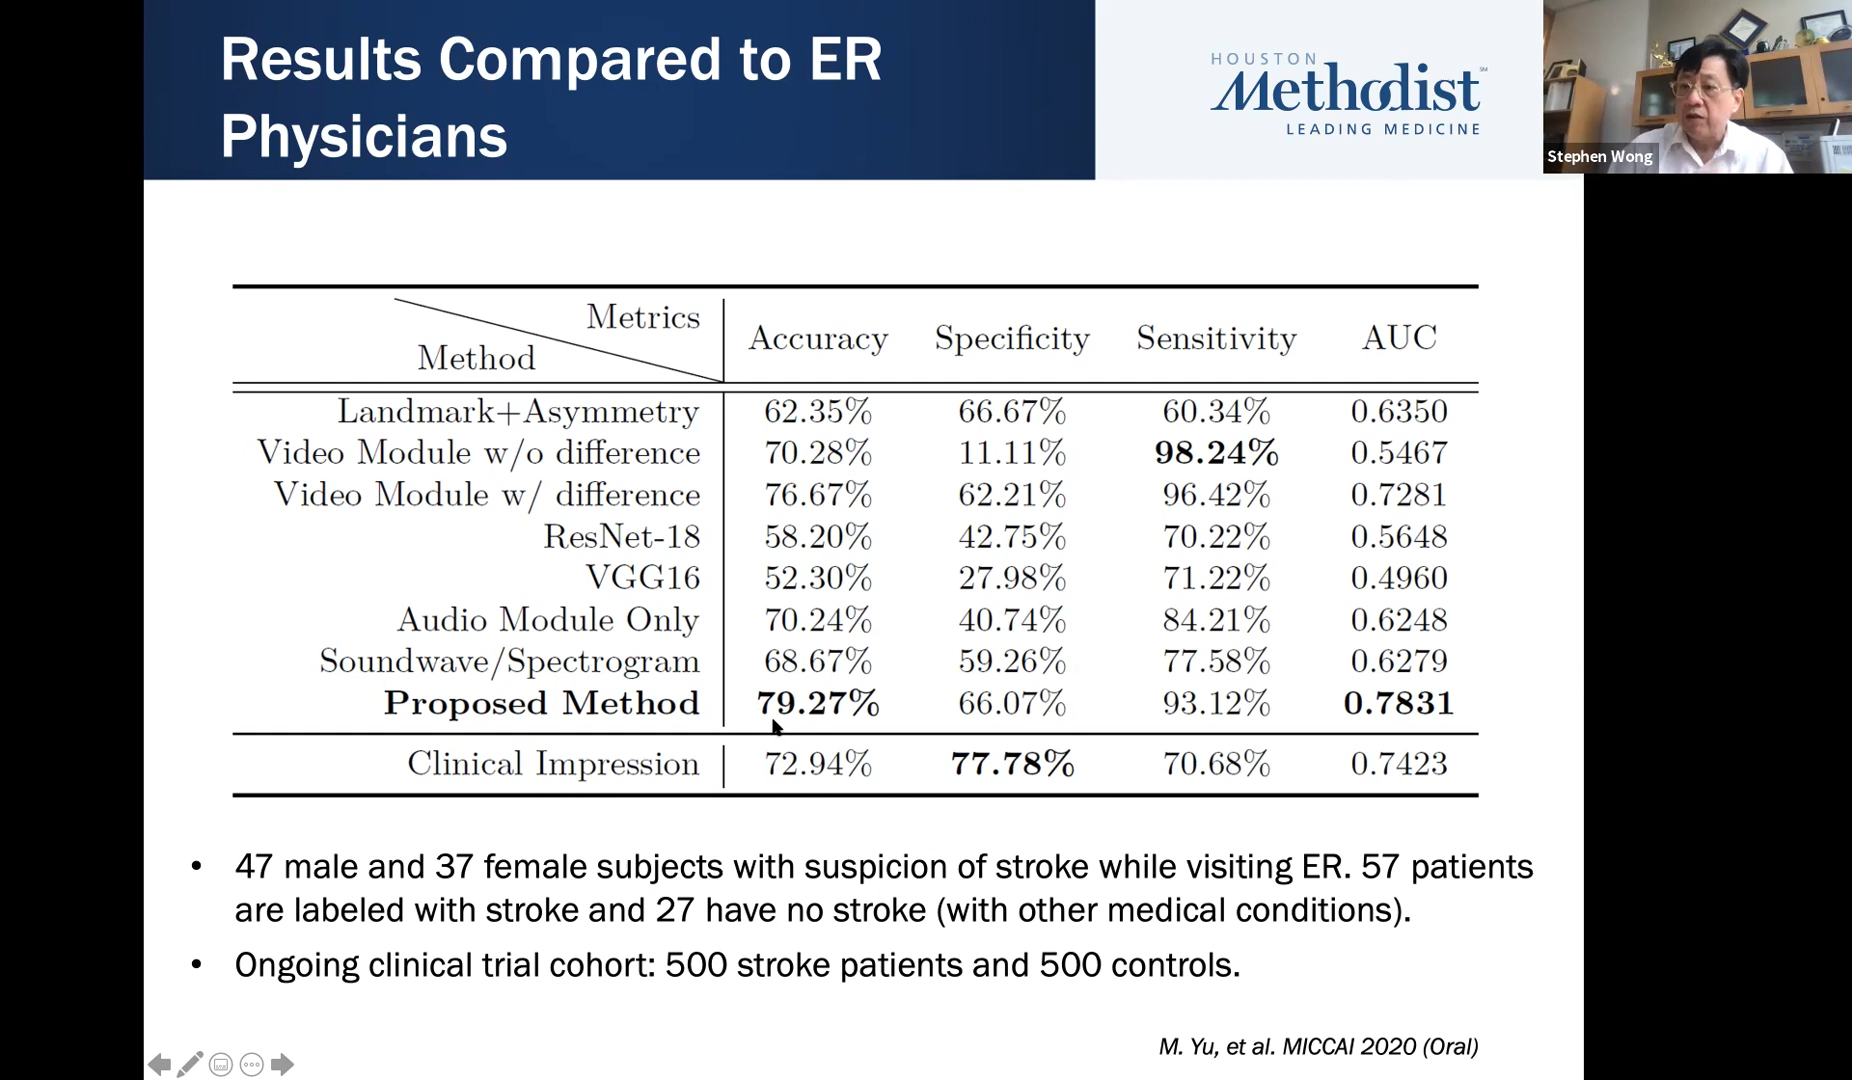 Results Compared to ER
Physicians
HOUSTON
Methodist
SM
LEADING MEDICINE
Stephen Wong
Metrics
Method
Accuracy Specificity Sensitivity AUC
Landmark+Asymmetry 62.35% 66.67% 60.34% 0.6350
Video Module w/o difference 70.28% 11.11% 98.24% 0.5467
Video Module w/ difference 76.67% 62.21% 96.42% 0.7281
ResNet-18 58.20% 42.75% 70.22% 0.5648
VGG16 52.30% 27.98% 71.22% 0.4960
Audio Module Only 70.24% 40.74% 84.21% 0.6248
Soundwave/Spectrogram 68.67% 59.26% 77.58% 0.6279
Proposed Method 79.27% 66.07% 93.12% 0.7831
Clinical Impression 72.94% 77.78% 70.68% 0.7423
• 47 male and 37 female subjects with suspicion of stroke while visiting ER. 57 patients
are labeled with stroke and 27 have no stroke (with other medical conditions).
• Ongoing clinical trial cohort: 500 stroke patients and 500 controls.
M. Yu, et al. MICCAI 2020 (Oral)